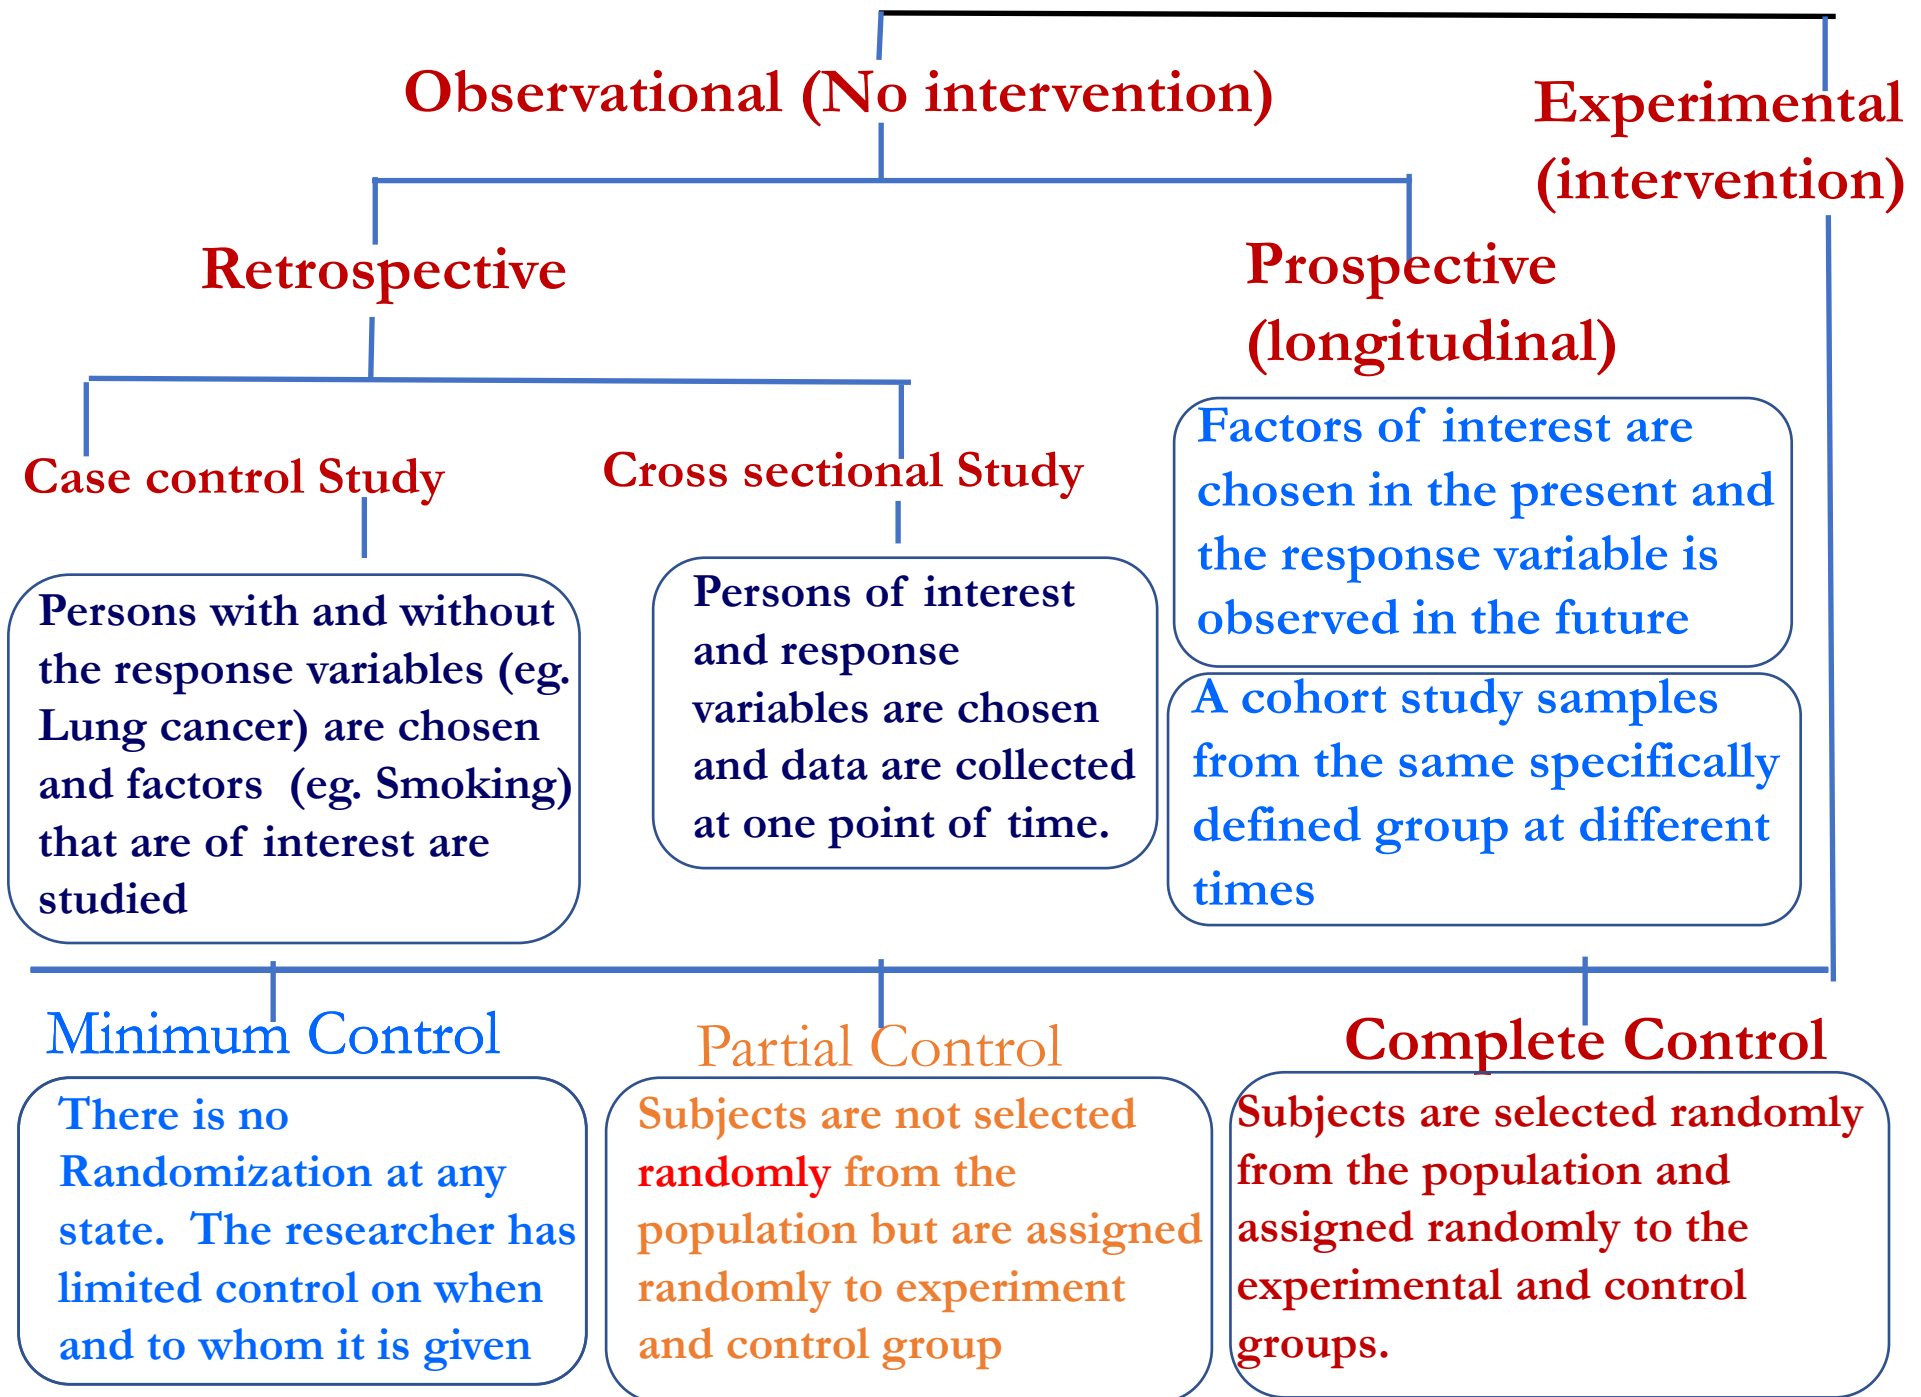 Observational (No intervention)
Experimental
(intervention)
Retrospective
Prospective
(longitudinal)
Case control Study
Cross sectional Study
Persons with and without
the response variables (eg.
Lung cancer) are chosen
and factors  (eg. Smoking)
that are of interest are
studied
Persons of interest
and response
variables are chosen
and data are collected
at one point of time.
Factors of interest are
chosen in the present and
the response variable is
observed in the future
A cohort study samples
from the same specifically
defined group at different
times
Minimum Control
Partial Control
Complete Control
There is no
Randomization at any
state.  The researcher has
limited control on when
and to whom it is given
Subjects are not selected
randomly from the
population but are assigned
randomly to experiment
and control group
Subjects are selected randomly
from the population and
assigned randomly to the
experimental and control
groups.